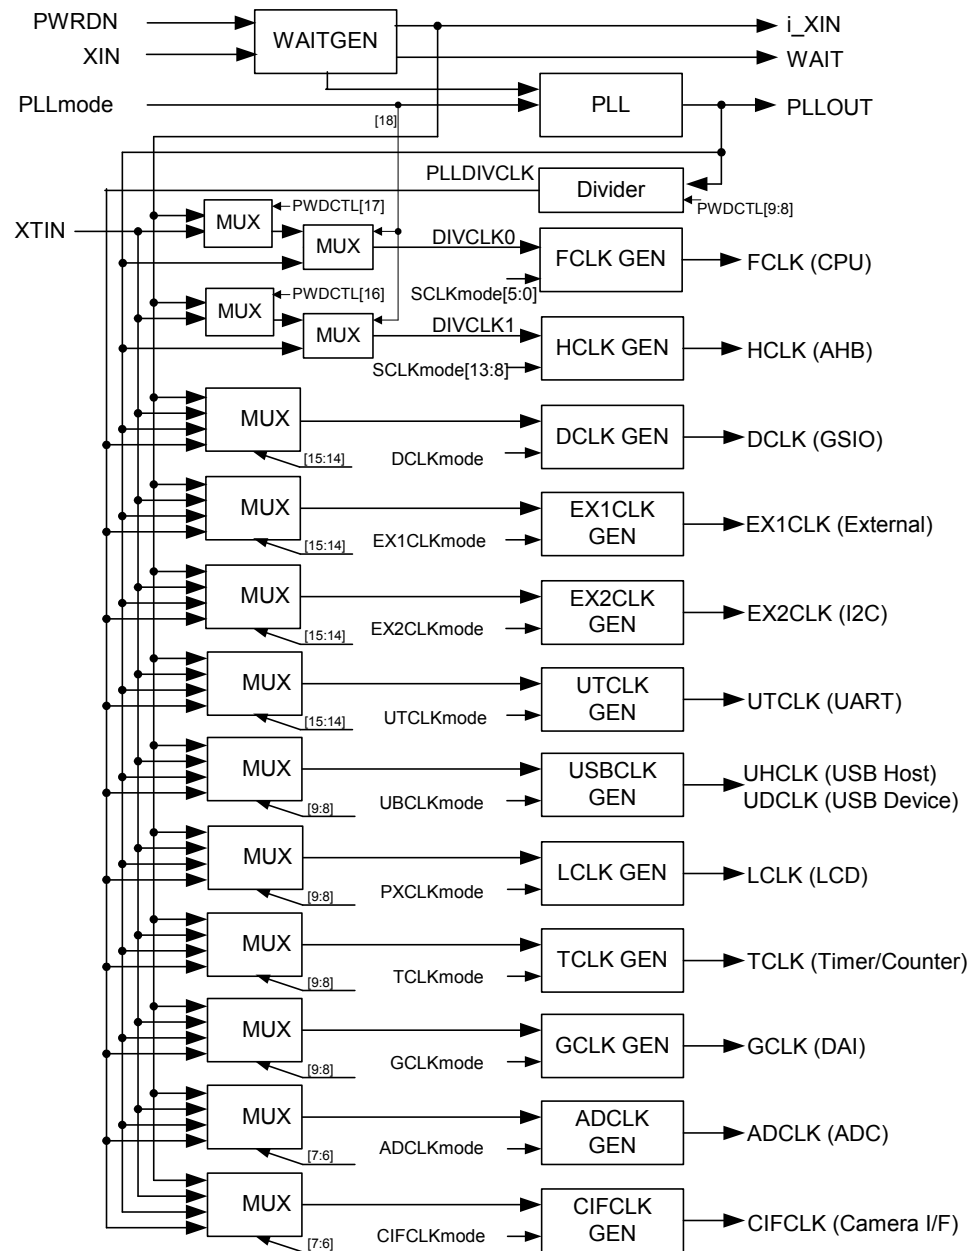 PWRDN
WAITGEN
i_XIN
XIN
WAIT
PLLmode
PLL
PLLOUT
[18]
PLLDIVCLK
Divider
PWDCTL[9:8]
XTIN
MUX
PWDCTL[17]
MUX
DIVCLK0
FCLK GEN
FCLK (CPU)
SCLKmode[5:0]
MUX
PWDCTL[16]
MUX
DIVCLK1
HCLK GEN
HCLK (AHB)
SCLKmode[13:8]
MUX
[15:14]
DCLKmode
DCLK GEN
DCLK (GSIO)
MUX
[15:14]
EX1CLKmode
EX1CLK
GEN
EX1CLK (External)
MUX
[15:14]
EX2CLKmode
EX2CLK
GEN
EX2CLK (I2C)
MUX
[15:14]
UTCLKmode
UTCLK
GEN
UTCLK (UART)
MUX
[9:8]
UBCLKmode
USBCLK
GEN
UHCLK (USB Host)
UDCLK (USB Device)
MUX
[9:8]
PXCLKmode
LCLK GEN
LCLK (LCD)
MUX
[9:8]
TCLKmode
TCLK GEN
TCLK (Timer/Counter)
MUX
[9:8]
GCLKmode
GCLK GEN
GCLK (DAI)
MUX
[7:6]
ADCLKmode
ADCLK
GEN
ADCLK (ADC)
MUX
[7:6]
CIFCLKmode
CIFCLK
GEN
CIFCLK (Camera I/F)